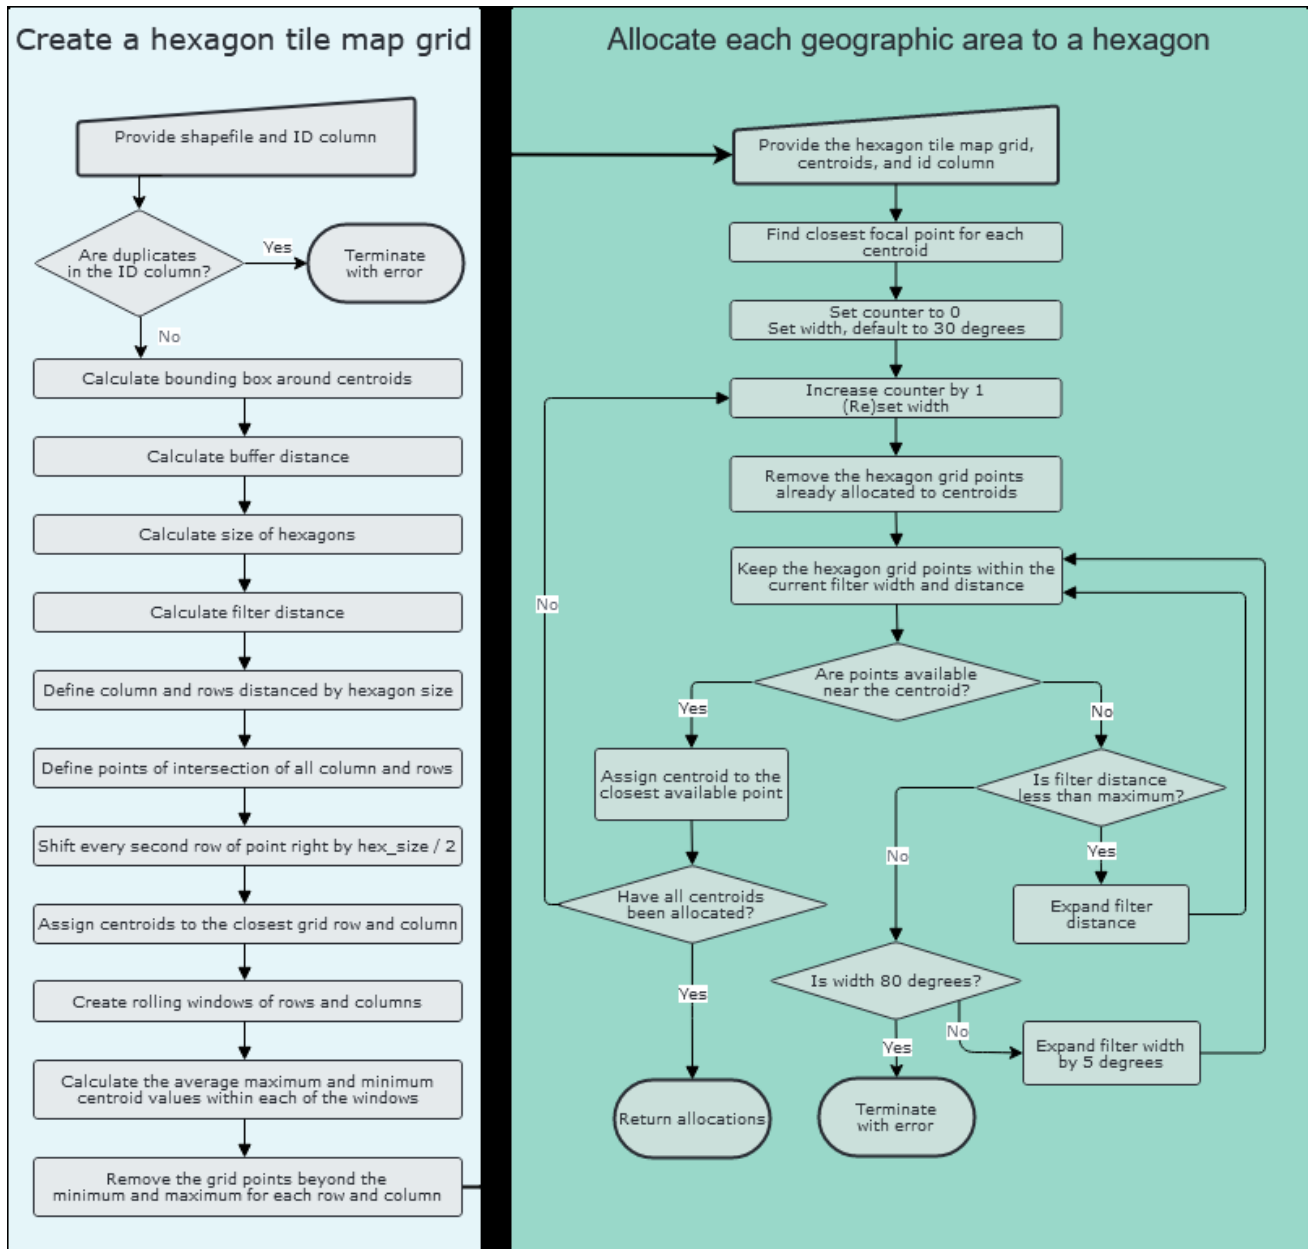 Create a hexagon tile map grid
Provide shapefile and ID column
Are duplicates
in the ID column?
Yes
Terminate
with error
No
Calculate bounding box around centroids
Calculate buffer distance
Calculate size of hexagons
Calculate filter distance
Define column and rows distanced by hexagon size
Define points of intersection of all column and rows
Shift every second row of point right by hex_size / 2
Assign centroids to the closest grid row and column
Create rolling windows of rows and columns
Calculate the average maximum and minimum
centroid values within each of the windows
Remove the grid points beyond the
minimum and maximum for each row and column
Allocate each geographic area to a hexagon
Provide the hexagon tile map grid,
centroids, and id column
Find closest focal point for each
centroid
Set counter to 0
Set width, default to 30 degrees
Increase counter by 1
(Re)set width
Remove the hexagon grid points
already allocated to centroids
Keep the hexagon grid points within the
current filter width and distance
No
Are points available
near the centroid?
Yes
No
Assign centroid to the
closest available point
Is filter distance
less than maximum?
No
Yes
Have all centroids
been allocated?
Expand filter
distance
Is width 80 degrees?
Yes
No
Yes
Expand filter width
by 5 degrees
Return allocations
Terminate
with error